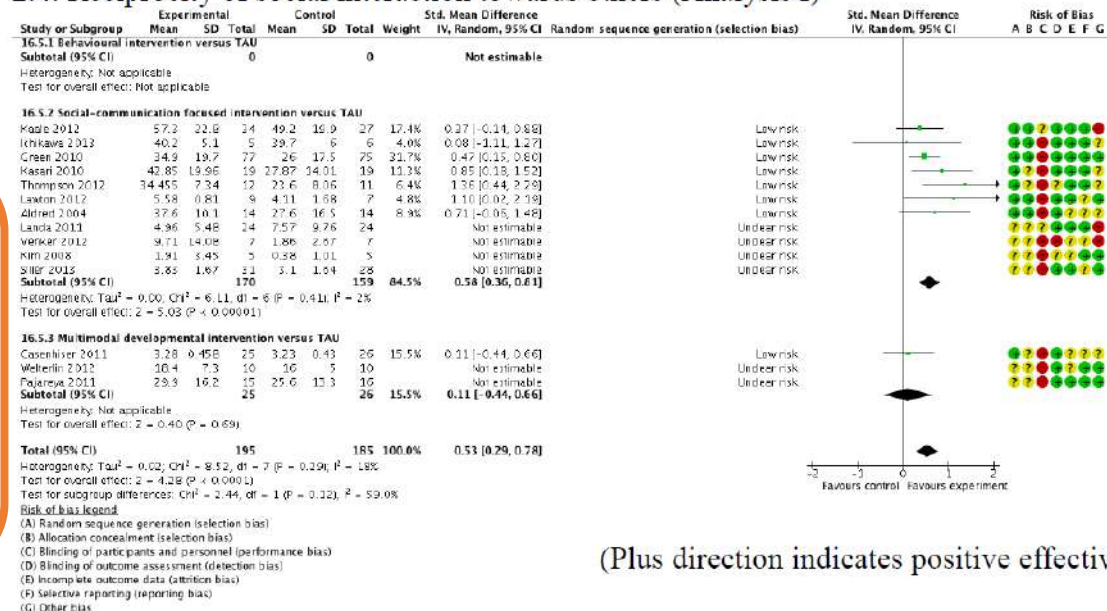 Experimental Control Std. Mean Difference Std. Mean Difference Risk of Bias
Study or Subgroup Mean SD Total Mean SD Total Weight IV, Random, 95% CI Random sequence generation (selection bias) IV, Random, 95% CI A B C D E F G
16.5.1 Behavioural intervention versus TAU
Subtotal (95% CI) 0 0 Not estimable
Heterogeneity: Not applicable
Test for overall effect: Not applicable
16.5.2 Social-communication focused intervention versus TAU
Kaale 2012 57.3 22.8 34 49.2 19.9 27 17.4% 0.37 [-0.14, 0.88] Low risk
Ichikawa 2013 40.2 5.1 5 39.7 6 6 4.0% 0.08 [-1.11, 1.27] Low risk
Green 2010 34.9 19.7 77 26 17.5 75 31.7% 0.47 [0.15, 0.80] Low risk
Kasari 2010 42.85 19.96 19 27.87 14.01 19 11.3% 0.85 [0.18, 1.52] Low risk
Thompson 2012 34.455 7.34 12 23.6 8.06 11 6.4% 1.36 [0.44, 2.29] Low risk
Lawton 2012 5.58 0.81 9 4.11 1.68 7 4.8% 1.10 [0.02, 2.19] Low risk
Aldred 2004 37.6 10.1 14 27.6 16.5 14 8.9% 0.71 [-0.06, 1.48] Low risk
Landa 2011 4.96 5.48 24 7.57 9.76 24 Not estimable Unclear risk
Venker 2012 9.71 14.08 7 1.86 2.67 7 Not estimable Unclear risk
Kim 2008 1.91 3.45 5 0.38 1.01 5 Not estimable Unclear risk
Siller 2013 3.83 1.67 31 3.1 1.64 28 Not estimable Unclear risk
Subtotal (95% CI) 170 159 84.5% 0.58 [0.36, 0.81]
Heterogeneity: Tau² = 0.00; Chi² = 6.11, df = 6 (P = 0.41); I² = 2%
Test for overall effect: Z = 5.03 (P < 0.00001)
16.5.3 Multimodal developmental intervention versus TAU
Casenhiser 2011 3.28 0.458 25 3.23 0.43 26 15.5% 0.11 [-0.44, 0.66] Low risk
Welterlin 2012 18.4 7.3 10 16 5 10 Not estimable Unclear risk
Pajareya 2011 29.9 16.2 15 25.6 13.3 16 Not estimable Unclear risk
Subtotal (95% CI) 25 26 15.5% 0.11 [-0.44, 0.66]
Heterogeneity: Not applicable
Test for overall effect: Z = 0.40 (P = 0.69)
Total (95% CI) 195 185 100.0% 0.53 [0.29, 0.78]
Heterogeneity: Tau² = 0.02; Chi² = 8.52, df = 7 (P = 0.29); I² = 18%
Test for overall effect: Z = 4.28 (P < 0.0001)
Test for subgroup differences: Chi² = 2.44, df = 1 (P = 0.12), I² = 59.0%
-2 -1 0 1 2
Favours control Favours experiment
Risk of bias legend
(A) Random sequence generation (selection bias)
(B) Allocation concealment (selection bias)
(C) Blinding of participants and personnel (performance bias)
(D) Blinding of outcome assessment (detection bias)
(E) Incomplete outcome data (attrition bias)
(F) Selective reporting (reporting bias)
(G) Other bias
(Plus direction indicates positive effectiv